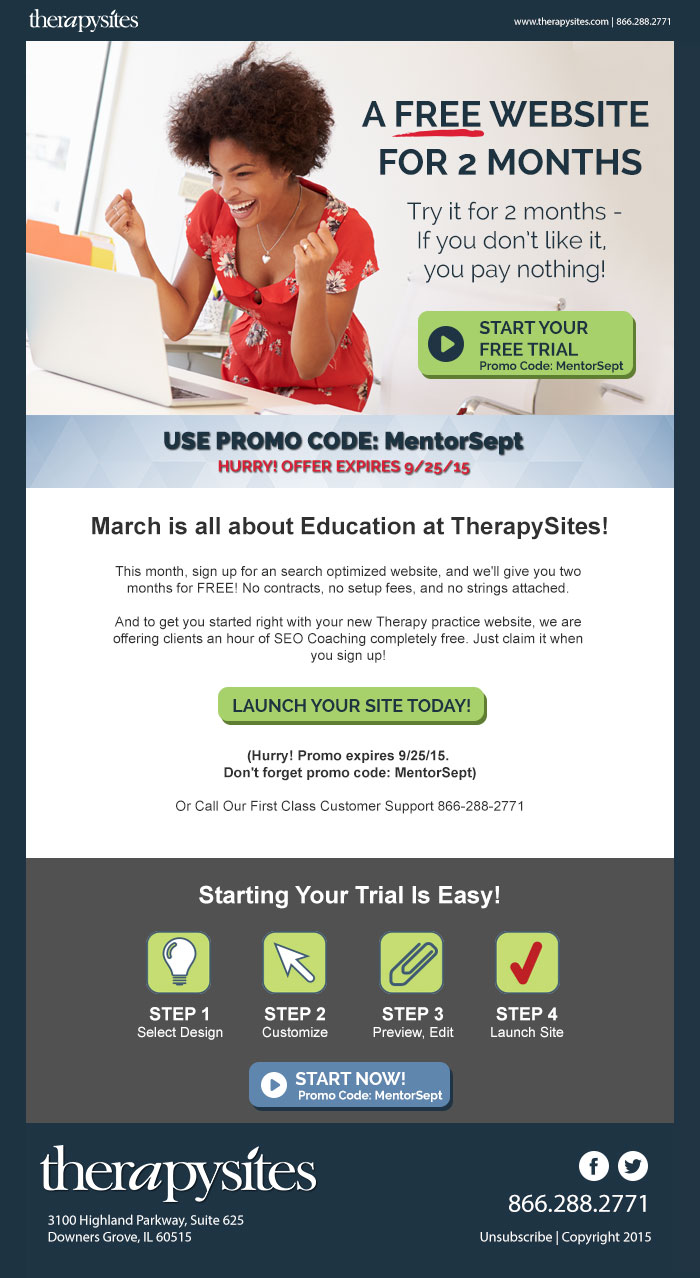 therapysites
www.therapysites.com | 866.288.2771
A FREE WEBSITE
FOR 2 MONTHS
Try it for 2 months -
If you don't like it,
you pay nothing!
START YOUR
FREE TRIAL
Promo Code: MentorSept
USE PROMO CODE: MentorSept
HURRY! OFFER EXPIRES 9/25/15
March is all about Education at TherapySites!
This month, sign up for an search optimized website, and we'll give you two
months for FREE! No contracts, no setup fees, and no strings attached.
And to get you started right with your new Therapy practice website, we are
offering clients an hour of SEO Coaching completely free. Just claim it when
you sign up!
LAUNCH YOUR SITE TODAY!
(Hurry! Promo expires 9/25/15.
Don't forget promo code: MentorSept)
Or Call Our First Class Customer Support 866-288-2771
Starting Your Trial Is Easy!
STEP 1
Select Design
STEP 2
Customize
STEP 3
Preview, Edit
STEP 4
Launch Site
START NOW!
Promo Code: MentorSept
therapysites
3100 Highland Parkway, Suite 625
Downers Grove, IL 60515
866.288.2771
Unsubscribe | Copyright 2015